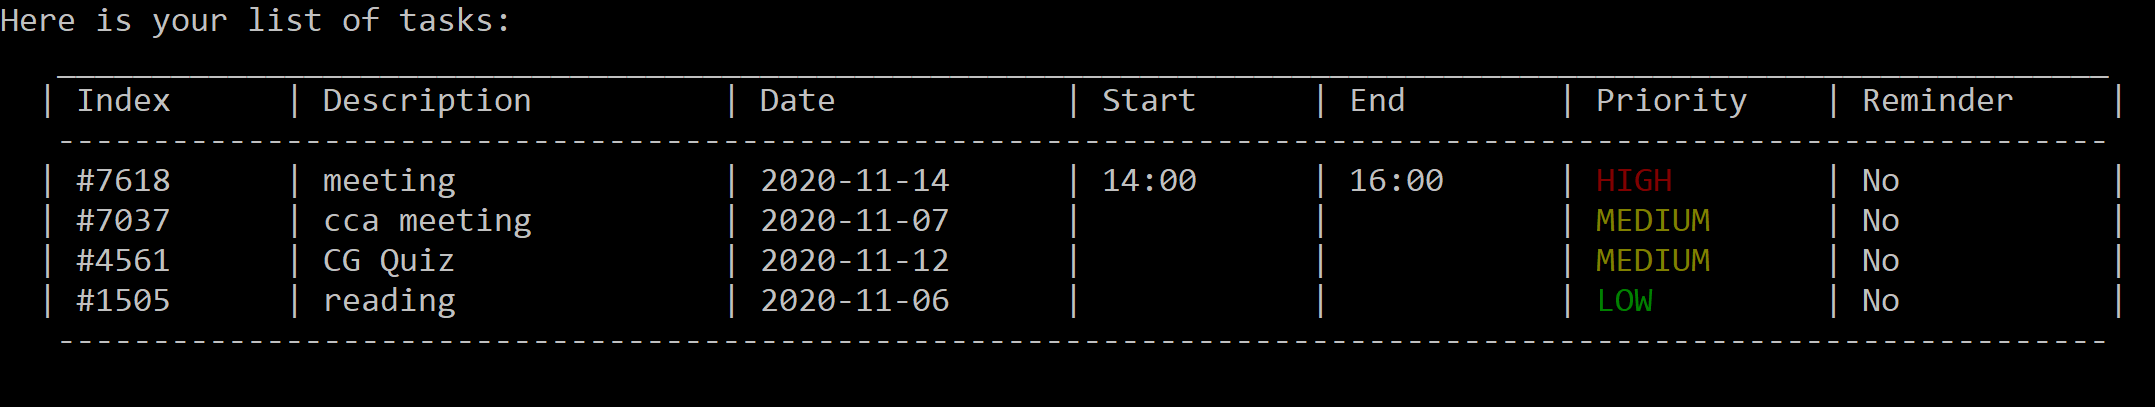 Here is your list of tasks:
| Index | Description | Date | Start | End | Priority | Reminder |
| #7618 | meeting | 2020-11-14 | 14:00 | 16:00 | HIGH | No |
| #7037 | cca meeting | 2020-11-07 | | | MEDIUM | No |
| #4561 | CG Quiz | 2020-11-12 | | | MEDIUM | No |
| #1505 | reading | 2020-11-06 | | | LOW | No |